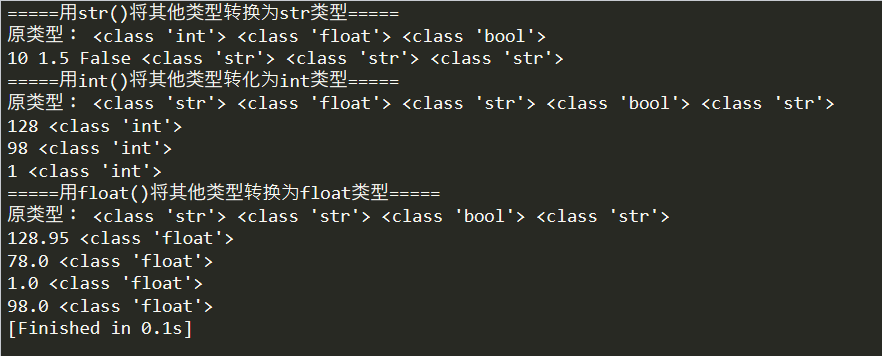 =====用str()将其他类型转换为str类型=====
原类型： <class 'int'> <class 'float'> <class 'bool'>
10 1.5 False <class 'str'> <class 'str'> <class 'str'>
=====用int()将其他类型转化为int类型=====
原类型： <class 'str'> <class 'float'> <class 'str'> <class 'bool'> <class 'str'>
128 <class 'int'>
98 <class 'int'>
1 <class 'int'>
=====用float()将其他类型转换为float类型=====
原类型： <class 'str'> <class 'str'> <class 'bool'> <class 'str'>
128.95 <class 'float'>
78.0 <class 'float'>
1.0 <class 'float'>
98.0 <class 'float'>
[Finished in 0.1s]